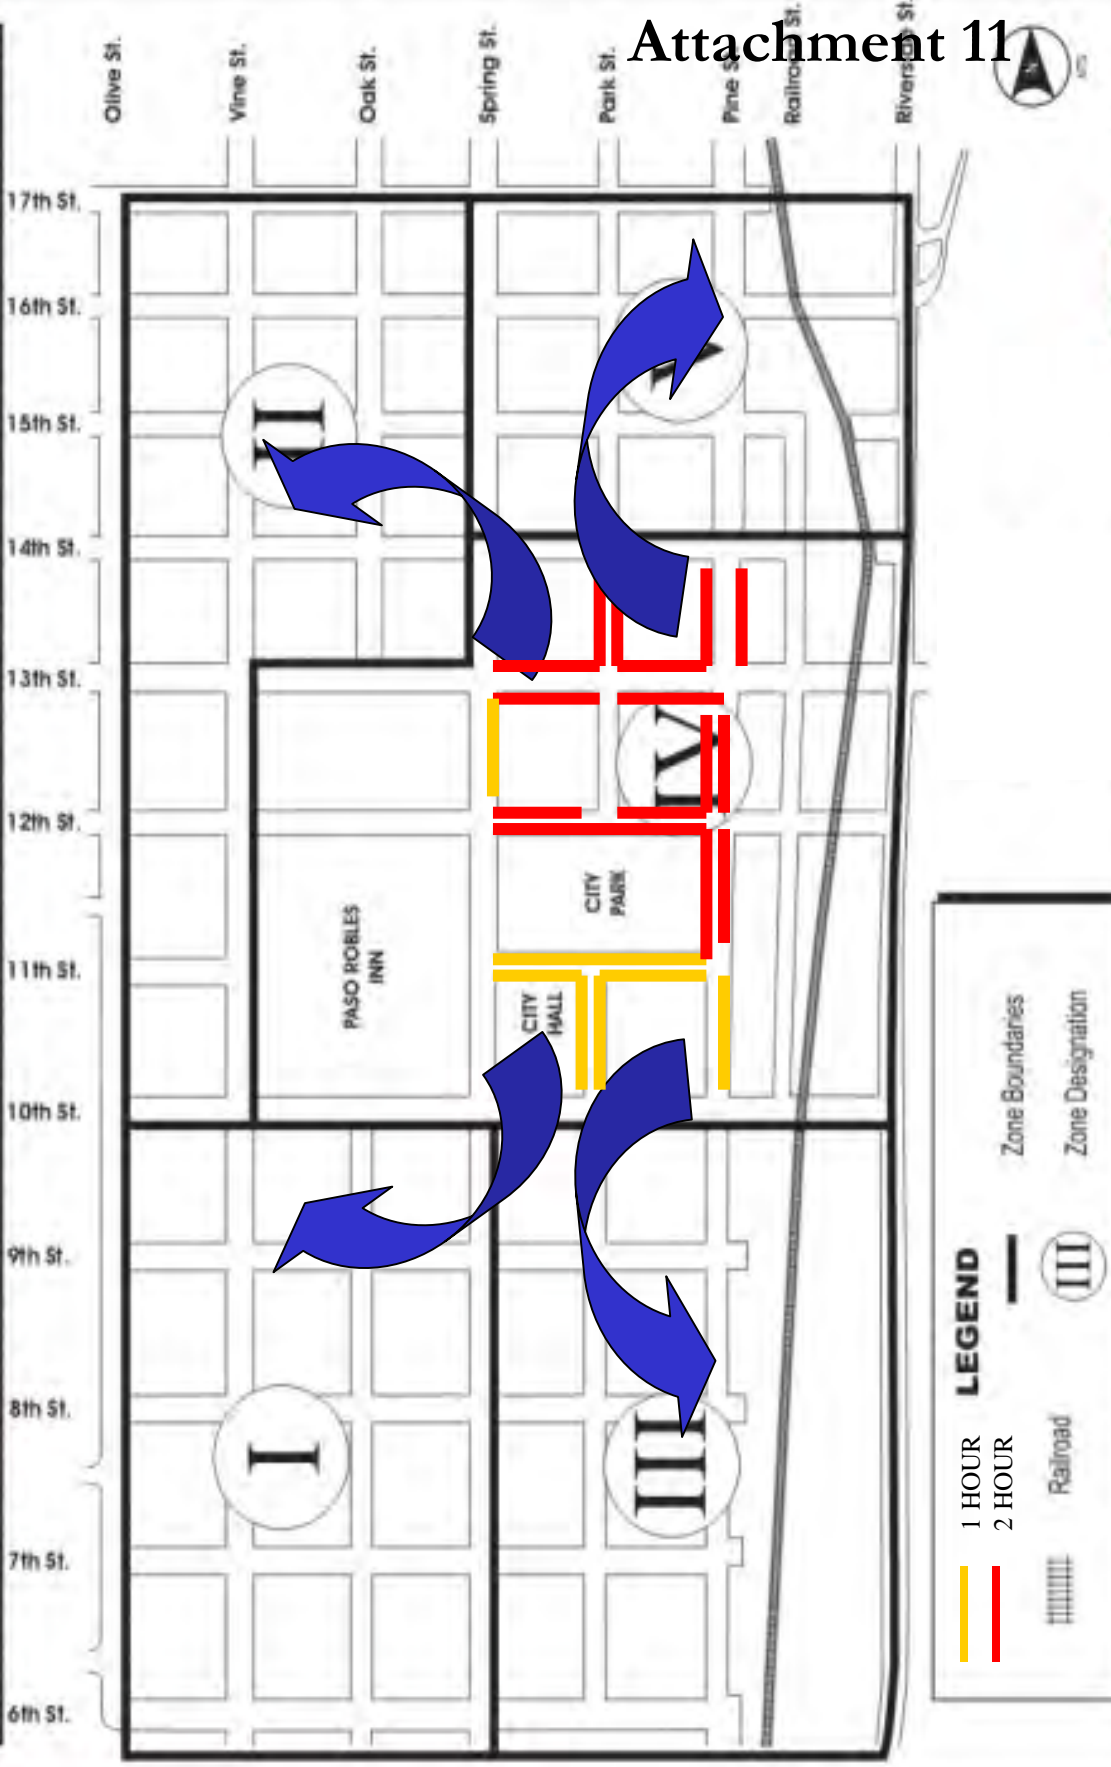 Attachment 11
Olive St.
Vine St.
Oak St.
Spring St.
Park St.
Pine St.
Railroad St.
Riverside St.
NTS
17th St.
16th St.
15th St.
14th St.
13th St.
12th St.
11th St.
10th St.
9th St.
8th St.
7th St.
6th St.
II
IV
PASO ROBLES
INN
CITY
PARK
CITY
HALL
I
III
LEGEND
1 HOUR
2 HOUR
Railroad
Zone Boundaries
III
Zone Designation